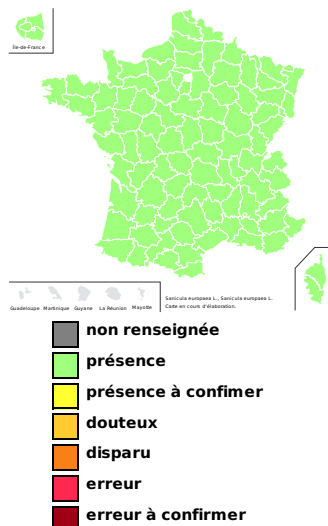 Île-de-France
Guadeloupe Martinique Guyane La Réunion Mayotte
Sanicula europaea L., Sanicula europaea L.
Carte en cours d'élaboration.
non renseignée
présence
présence à confimer
douteux
disparu
erreur
erreur à confirmer